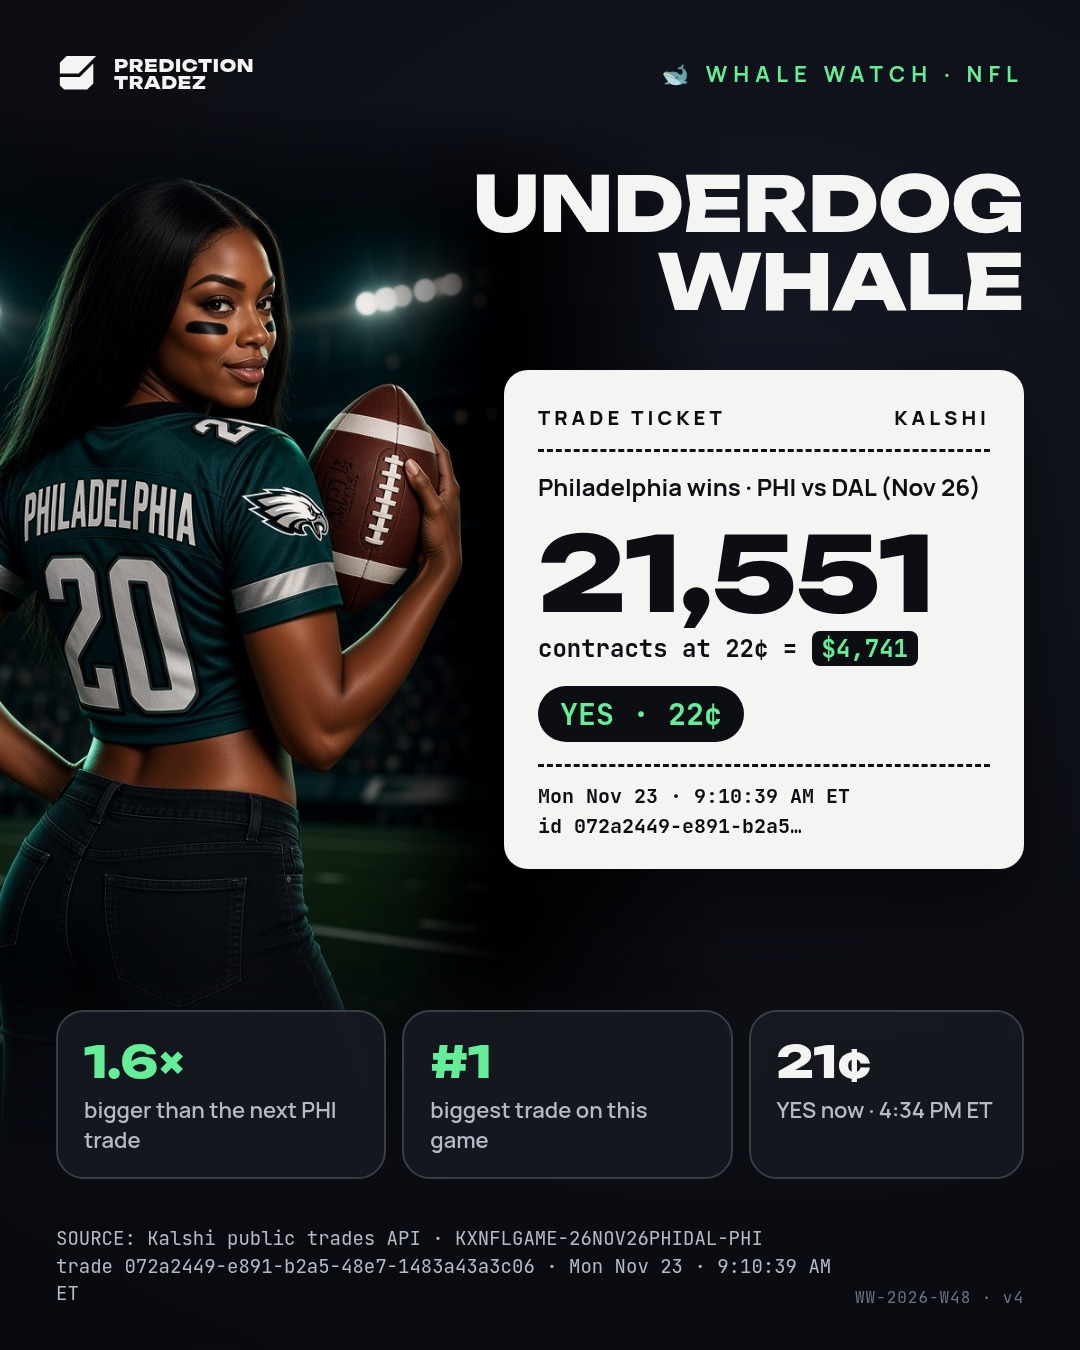 PREDICTION
TRADEZ
🐋 WHALE WATCH · NFL
UNDERDOG
WHALE
2
PHILADELPHIA
20
TRADE TICKET KALSHI
Philadelphia wins · PHI vs DAL (Nov 26)
21,551
contracts at 22¢ = $4,741
YES · 22¢
Mon Nov 23 · 9:10:39 AM ET
id 072a2449-e891-b2a5…
1.6×
bigger than the next PHI
trade
#1
biggest trade on this
game
21¢
YES now · 4:34 PM ET
SOURCE: Kalshi public trades API · KXNFLGAME-26NOV26PHIDAL-PHI
trade 072a2449-e891-b2a5-48e7-1483a43a3c06 · Mon Nov 23 · 9:10:39 AM
ET
WW-2026-W48 · v4